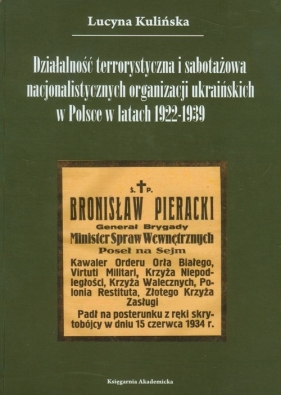 Lucyna Kulińska
Działalność terrorystyczna i sabotażowa
nacjonalistycznych organizacji ukraińskich
w Polsce w latach 1922-1939
Ś. † P.
BRONISŁAW PIERACKI
Generał Brygady
Minister Spraw Wewnętrznych
Poseł na Sejm
Kawaler Orderu Orła Białego,
Virtuti Militari, Krzyża Niepod-
ległości, Krzyża Walecznych, Po-
lonia Restituta, Złotego Krzyża
Zasługi
Padł na posterunku z ręki skry-
tobójcy w dniu 15 czerwca 1934 r.
Księgarnia Akademicka